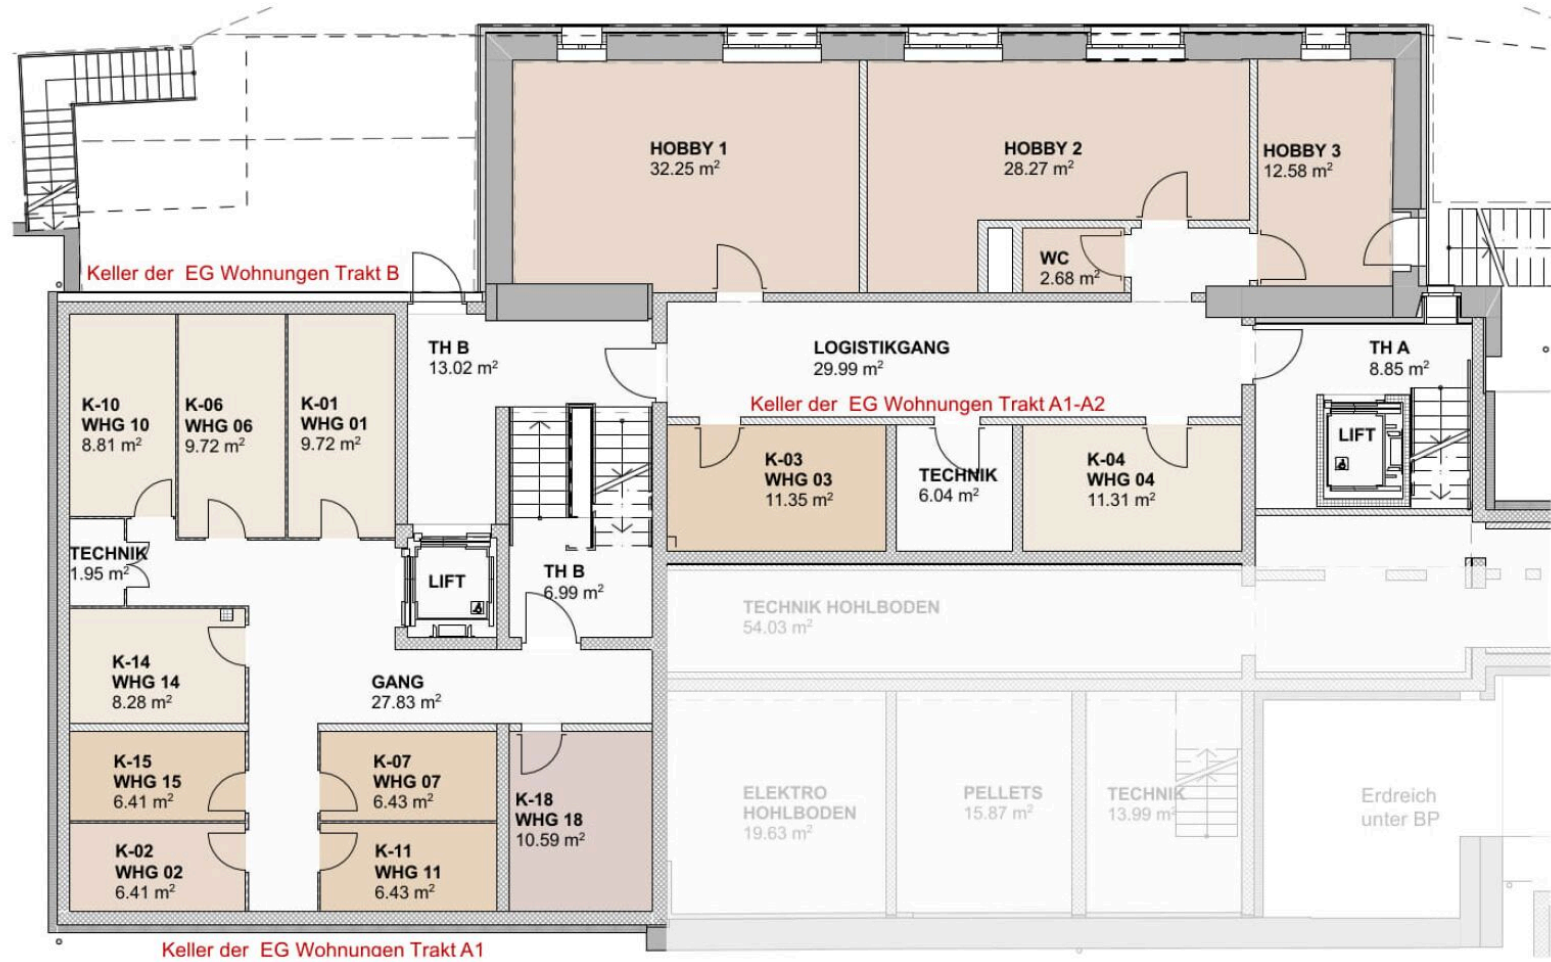 HOBBY 1
32.25 m²
HOBBY 2
28.27 m²
HOBBY 3
12.58 m²
WC
2.68 m²
Keller der EG Wohnungen Trakt B
TH B
13.02 m²
LOGISTIKGANG
29.99 m²
TH A
8.85 m²
Keller der EG Wohnungen Trakt A1-A2
K-10
WHG 10
8.81 m²
K-06
WHG 06
9.72 m²
K-01
WHG 01
9.72 m²
K-03
WHG 03
11.35 m²
TECHNIK
6.04 m²
K-04
WHG 04
11.31 m²
LIFT
TECHNIK
1.95 m²
LIFT
TH B
6.99 m²
TECHNIK HOHLBODEN
54.03 m²
K-14
WHG 14
8.28 m²
GANG
27.83 m²
K-15
WHG 15
6.41 m²
K-07
WHG 07
6.43 m²
K-18
WHG 18
10.59 m²
ELEKTRO
HOHLBODEN
19.63 m²
PELLETS
15.87 m²
TECHNIK
13.99 m²
Erdreich
unter BP
K-02
WHG 02
6.41 m²
K-11
WHG 11
6.43 m²
Keller der EG Wohnungen Trakt A1